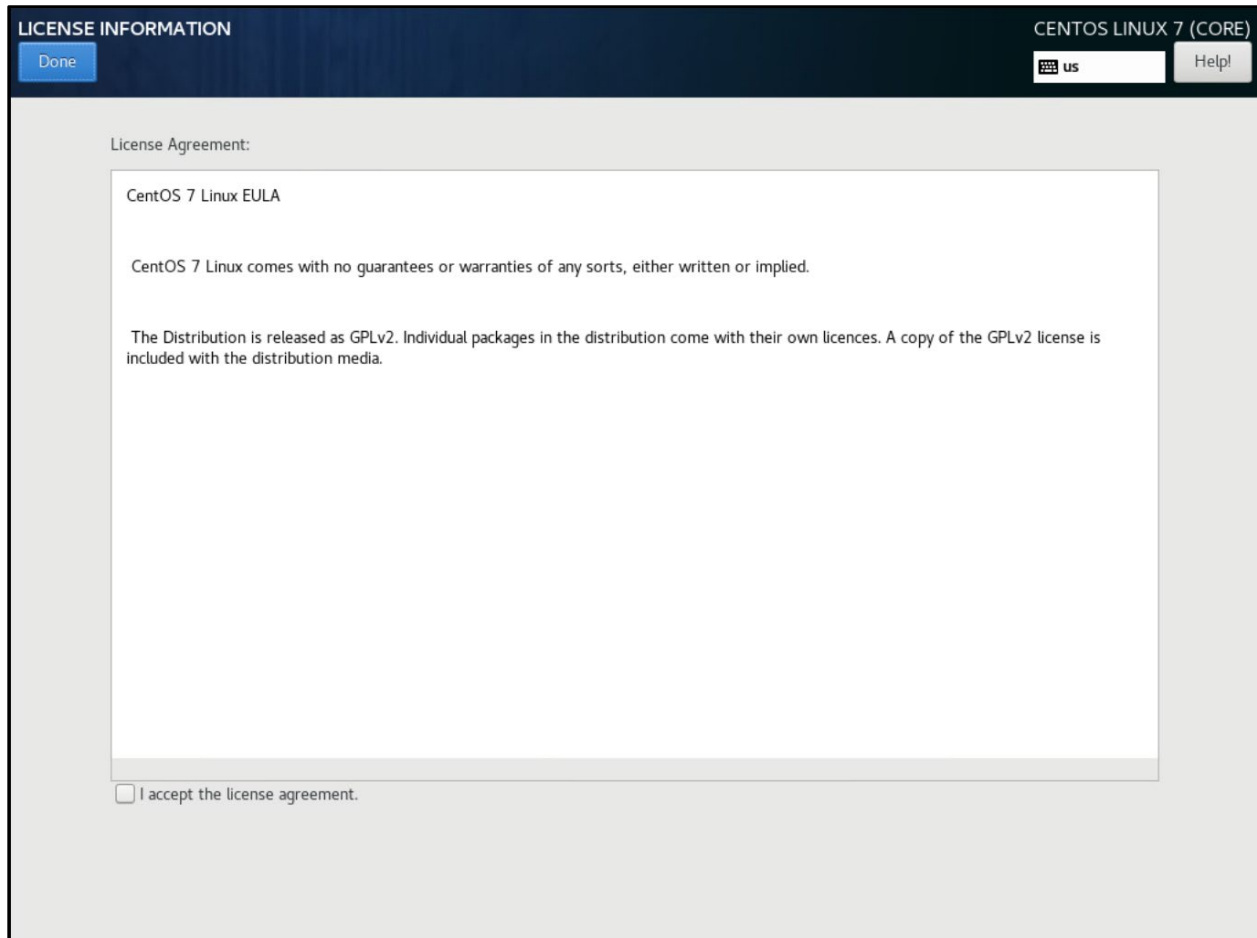 LICENSE INFORMATION
CENTOS LINUX 7 (CORE)
Done
us
Help!
License Agreement:
CentOS 7 Linux EULA
CentOS 7 Linux comes with no guarantees or warranties of any sorts, either written or implied.
The Distribution is released as GPLv2. Individual packages in the distribution come with their own licences. A copy of the GPLv2 license is
included with the distribution media.
I accept the license agreement.